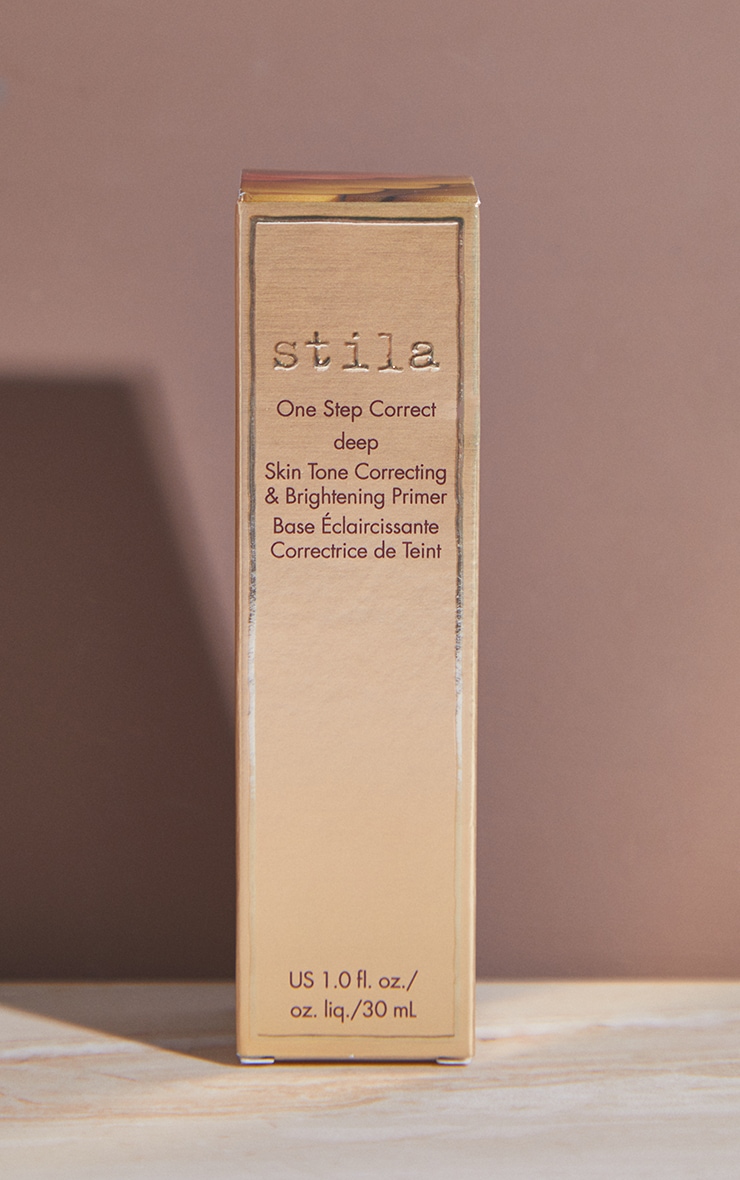 stila
One Step Correct
deep
Skin Tone Correcting
& Brightening Primer
Base Éclaircissante
Correctrice de Teint
US 1.0 fl. oz./
oz. liq./30 mL